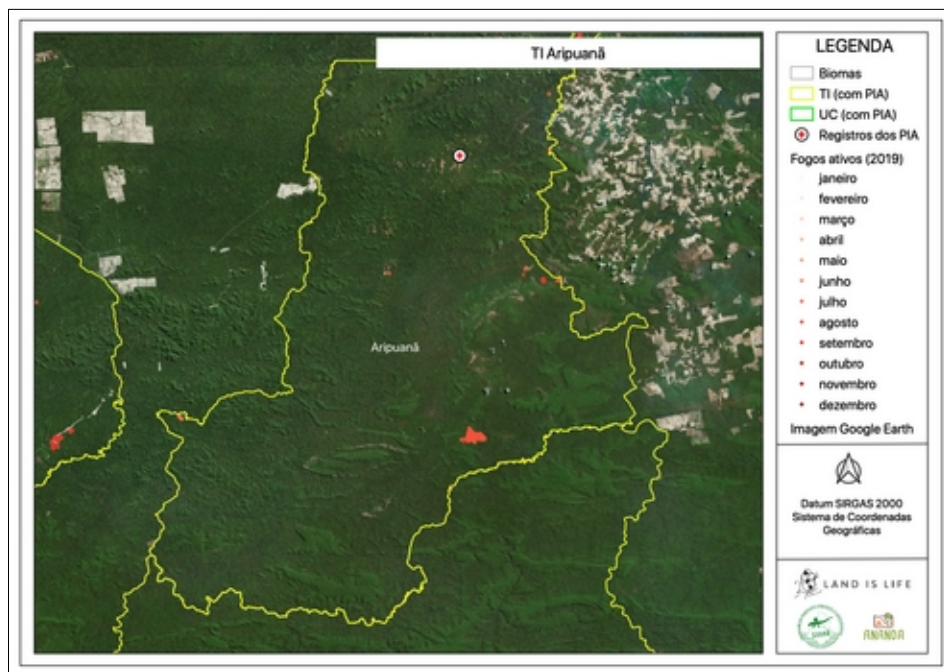 TI Aripuanã
Aripuanã
LEGENDA
Biomas
TI (com PIA)
UC (com PIA)
Registros dos PIA
Fogos ativos (2019)
janeiro
fevereiro
março
abril
maio
junho
julho
agosto
setembro
outubro
novembro
dezembro
Imagem Google Earth
Datum SIRGAS 2000
Sistema de Coordenadas
Geográficas
LAND IS LIFE
ANANDA